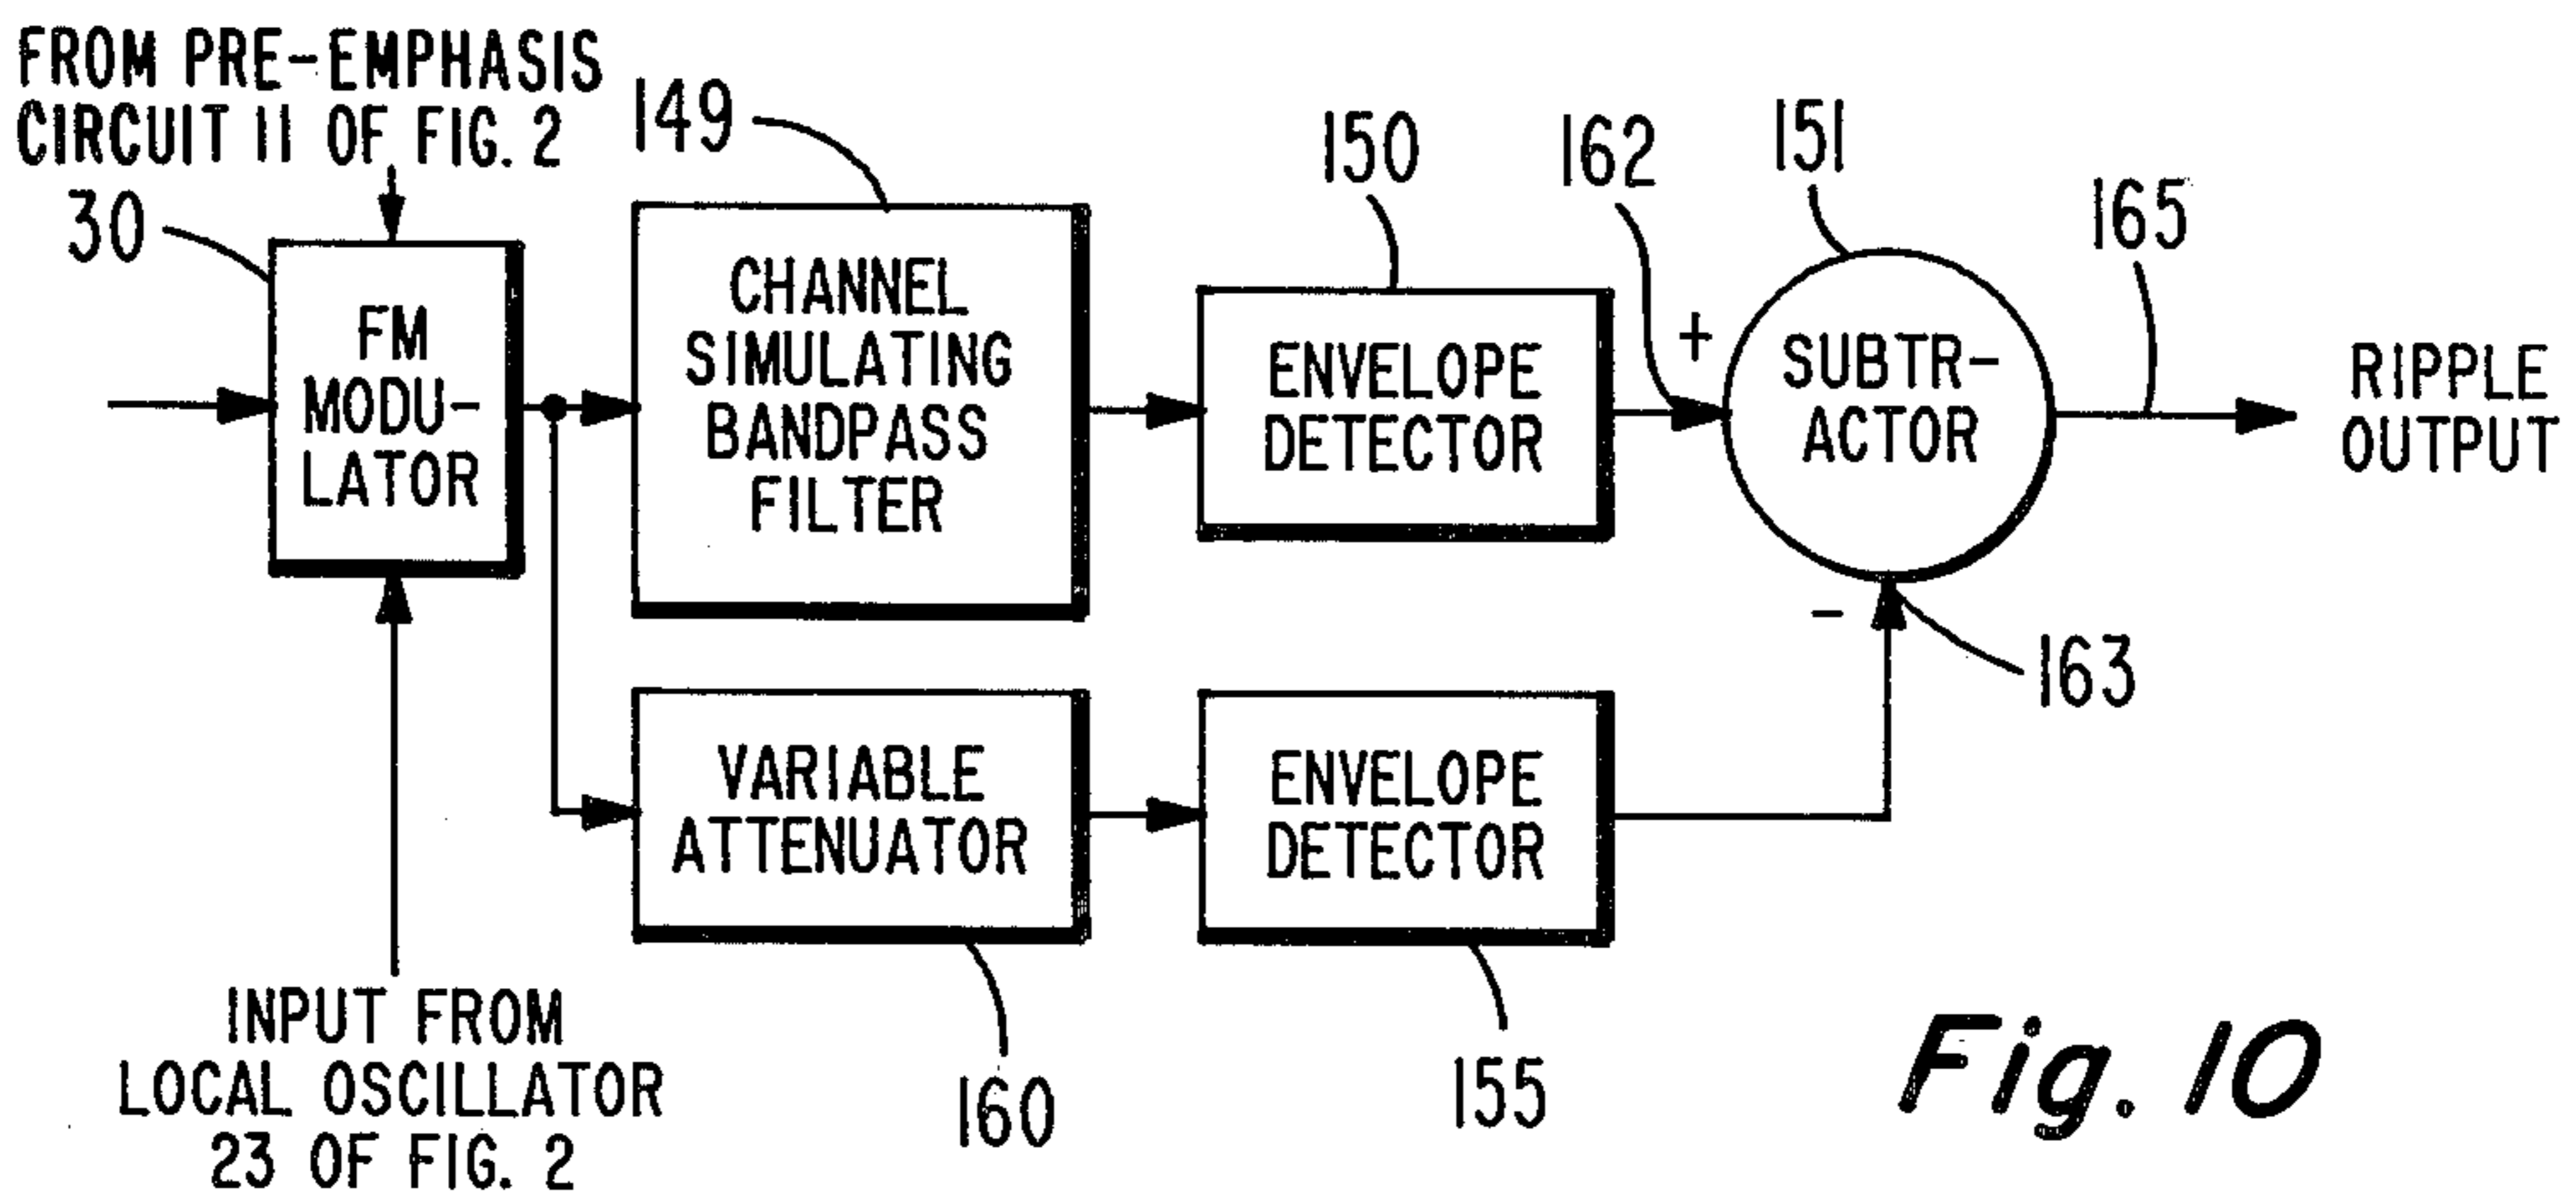 FROM PRE-EMPHASIS
CIRCUIT 11 OF FIG. 2
30
149
150
162
151
165
FM
MODU-
LATOR
CHANNEL
SIMULATING
BANDPASS
FILTER
ENVELOPE
DETECTOR
+
SUBTR-
ACTOR
RIPPLE
OUTPUT
-
163
VARIABLE
ATTENUATOR
ENVELOPE
DETECTOR
160
155
INPUT FROM
LOCAL OSCILLATOR
23 OF FIG. 2
Fig. 10